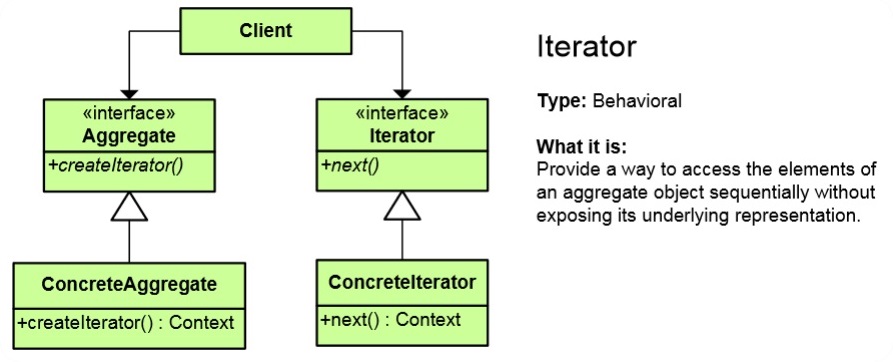 Client
«interface»
Aggregate
+createIterator()
«interface»
Iterator
+next()
ConcreteAggregate
+createIterator() : Context
ConcreteIterator
+next() : Context
Iterator
Type: Behavioral
What it is:
Provide a way to access the elements of
an aggregate object sequentially without
exposing its underlying representation.